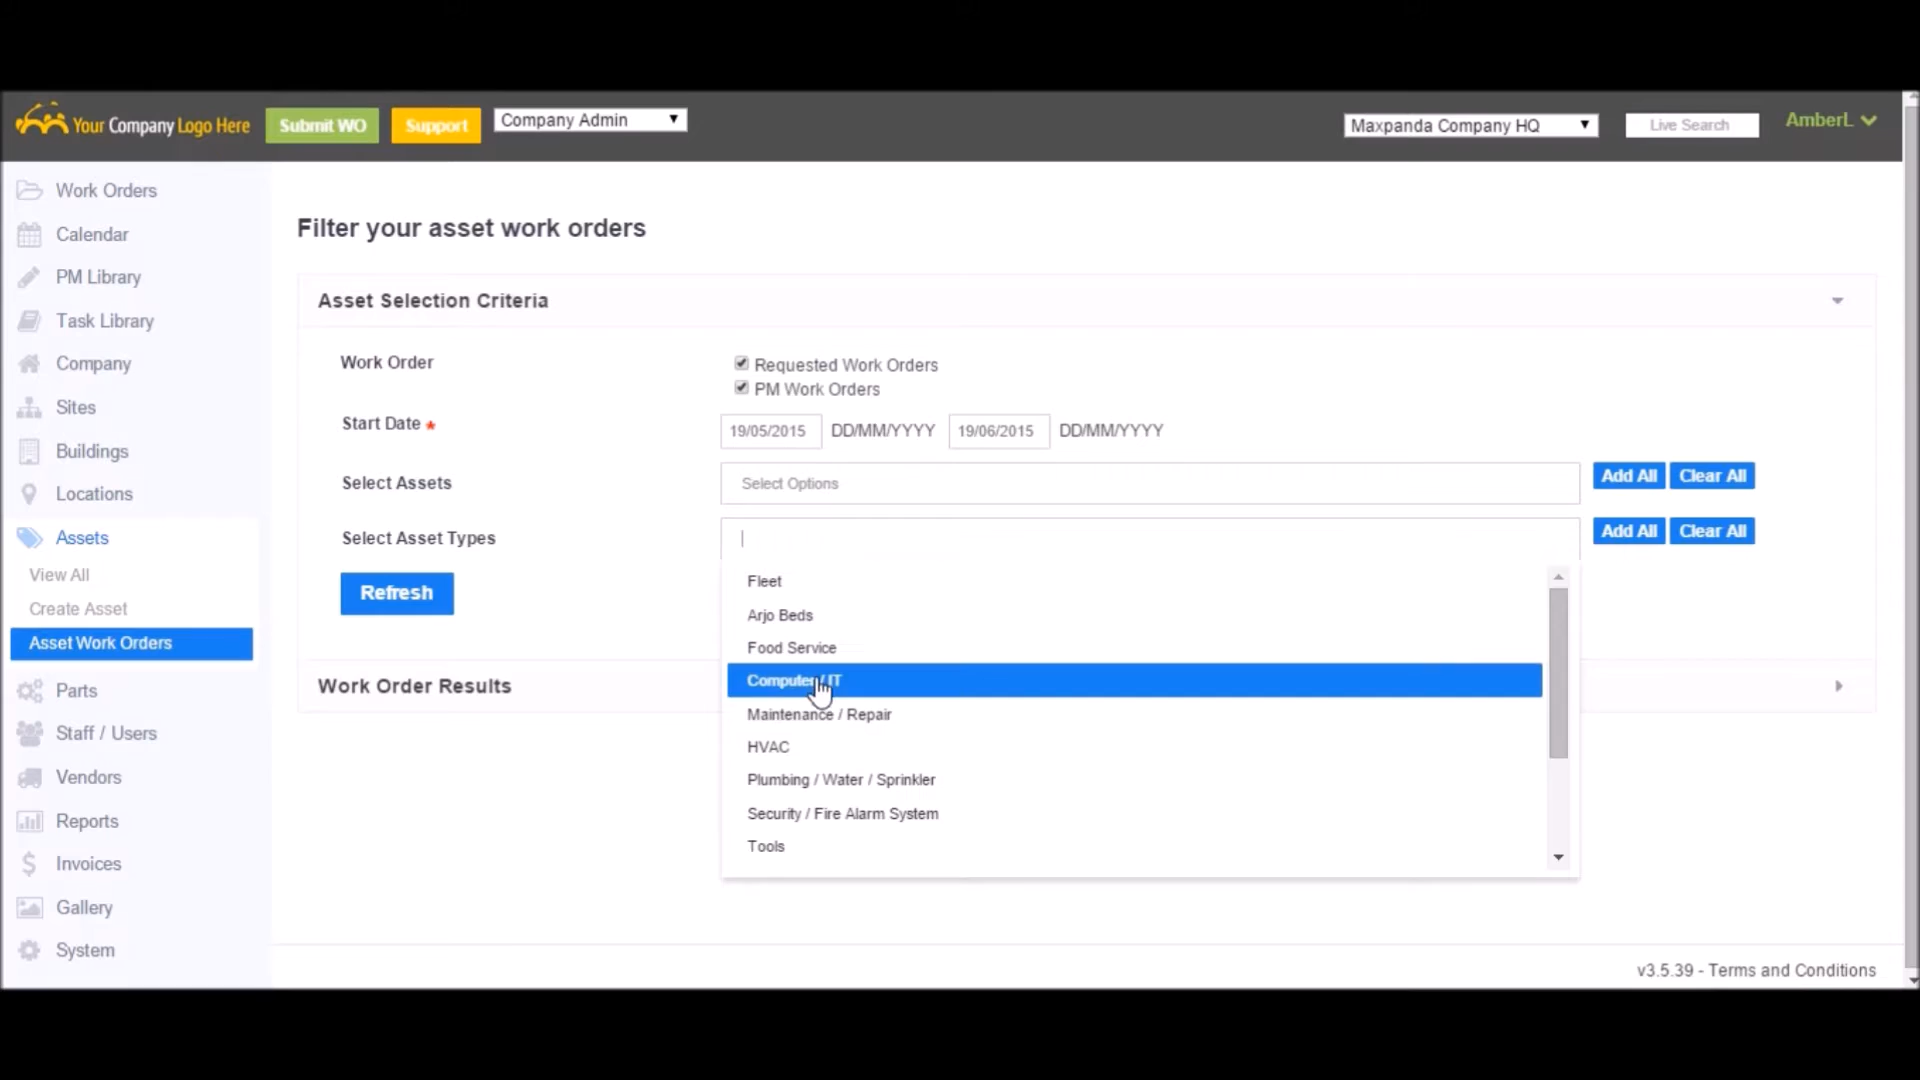 Your Company Logo Here
Submit WO
Support
Company Admin
Maxpanda Company HQ
Live Search
AmberL
Work Orders
Calendar
PM Library
Task Library
Company
Sites
Buildings
Locations
Assets
View All
Create Asset
Asset Work Orders
Parts
Staff / Users
Vendors
Reports
Invoices
Gallery
System
Filter your asset work orders
Asset Selection Criteria
Work Order
Requested Work Orders
PM Work Orders
Start Date *
19/05/2015 DD/MM/YYYY 19/06/2015 DD/MM/YYYY
Select Assets
Select Options
Add All Clear All
Select Asset Types
Add All Clear All
Refresh
Fleet
Arjo Beds
Food Service
Computer / IT
Maintenance / Repair
HVAC
Plumbing / Water / Sprinkler
Security / Fire Alarm System
Tools
Work Order Results
v3.5.39 - Terms and Conditions